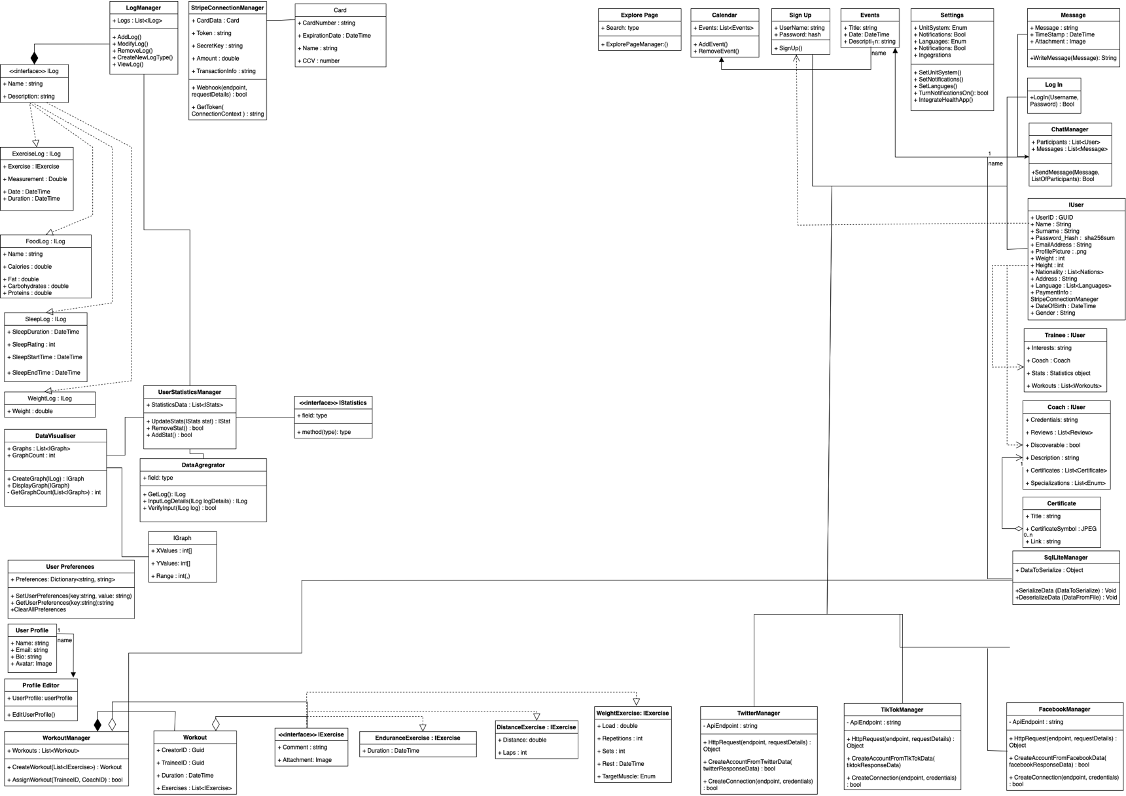 LogManager
+ Logs : List<ILog>
+ AddLog()
+ ModifyLog()
+ RemoveLog()
+ CreateNewLogType()
+ ViewLog()
StripeConnectionManager
+ CardData : Card
+ Token : string
+ SecretKey : string
+ Amount : double
+ TransactionInfo : string
+ Webhook(endpoint,
requestDetails) : bool
+ GetToken(
ConnectionContext ) : string
Card
+ CardNumber : string
+ ExpirationDate : DateTime
+ Name : string
+ CCV : number
Explore Page
+ Search: type
+ ExplorePageManager:()
Calendar
+ Events: List<Events>
+ AddEvent()
+ RemoveEvent()
Sign Up
+ UserName: string
+ Password: hash
+ SignUp()
Events
+ Title: string
+ Date: DateTime
+ Description: string
name
Settings
+ UnitSystem: Enum
+ Notifications: Bool
+ Languages: Enum
+ Notifications: Bool
+ Ingegrations
+ SetUnitSystem()
+ SetNotifications()
+ SetLanguges()
+ TurnNotificationsOn(): bool
+ IntegrateHealthApp()
Message
+ Message : string
+ TimeStamp : DateTime
+ Attachment : Image
+WriteMessage(Message): String
Log In
+LogIn(Username,
Password) : Bool
ChatManager
+ Participants : List<User>
+ Messages : List<Message>
+SendMessage(Message,
ListOfParticipants): Bool
1
name
<<interface>> ILog
+ Name : string
+ Description: string
ExerciseLog : ILog
+ Exercise : IExercise
+ Measurement : Double
+ Date : DateTime
+ Duration : DateTime
FoodLog : ILog
+ Name : string
+ Calories : double
+ Fat : double
+ Carbohydrates : double
+ Proteins : double
SleepLog : ILog
+ SleepDuration : DateTime
+ SleepRating : int
+ SleepStartTime : DateTime
+ SleepEndTime : DateTime
WeightLog : ILog
+ Weight : double
IUser
+ UserID : GUID
+ Name : String
+ Surname : String
+ Password_Hash : sha256sum
+ EmailAddress : String
+ ProfilePicture : .png
+ Weight : int
+ Height : int
+ Nationality : List<Nations>
+ Address : String
+ Language : List<Languages>
+ PaymentInfo :
StripeConnectionManager
+ DateOfBirth : DateTime
+ Gender : String
Trainee : IUser
+ Interests: string
+ Coach : Coach
+ Stats : Statistics object
+ Workouts : List<Workouts>
Coach : IUser
+ Credentials: string
+ Reviews : List<Review>
+ Discoverable : bool
+ Description : string
1
+ Certificates : List<Certificate>
+ Specializations : List<Enum>
Certificate
+ Title : string
+ CertificateSymbol : JPEG
0..n
+ Link : string
UserStatisticsManager
+ StatisticsData : List<IStats>
+ UpdateStats(IStats stat) : IStat
+ RemoveStat() : bool
+ AddStat() : bool
<<interface>> IStatistics
+ field: type
+ method(type): type
DataVisualiser
+ Graphs : List<IGraph>
+ GraphCount : int
+ CreateGraph(ILog) : IGraph
+ DisplayGraph(IGraph)
- GetGraphCount(List<IGraph>) : int
DataAgregrator
+ field: type
+ GetLog(): ILog
+ InputLogDetails(ILog logDetails) : ILog
+ VerifyInput(ILog log) : bool
IGraph
+ XValues : int[]
+ YValues: int[]
+ Range : int(,)
SqlLiteManager
+ DataToSerialize : Object
+SerializeData (DataToSerialize) : Void
+DeserializeData (DataFromFile) : Void
User Preferences
+ Preferences: Dictionary<string, string>
+ SetUserPreferences(key:string, value: string)
+ GetUserPreferences(key:string):string
+ClearAllPreferences
User Profile
+ Name: string
+ Email: string
+ Bio: string
+ Avatar: Image
1
name
Profile Editor
+ UserProfile: userProfile
+ EditUserProfile()
WorkoutManager
+ Workouts : List<Workout>
+ CreateWorkout(List<IExercise>) : Workout
+ AssignWorkout(TraineeID, CoachID) : bool
Workout
+ CreatorID : Guid
+ TraineeID : Guid
+ Duration : DateTime
+ Exercises : List<IExercise>
<<interface>> IExercise
+ Comment : string
+ Attachment: Image
EnduranceExercise : IExercise
+ Duration : DateTime
DistanceExercise : IExercise
+ Distance: double
+ Laps : int
WeightExercise: IExercise
+ Load : double
+ Repetitions : int
+ Sets : int
+ Rest : DateTime
+ TargetMuscle : Enum
TwitterManager
- ApiEndpoint : string
+ HttpRequest(endpoint, requestDetails) :
Object
+ CreateAccountFromTwitterData(
twitterResponseData) : bool
+ CreateConnection(endpoint, credentials)
: bool
TikTokManager
- ApiEndpoint : string
+ HttpRequest(endpoint, requestDetails) :
Object
+ CreateAccountFromTikTokData(
tiktokResponseData)
+ CreateConnection(endpoint, credentials)
: bool
FacebookManager
- ApiEndpoint : string
+ HttpRequest(endpoint, requestDetails) :
Object
+ CreateAccountFromFacebookData(
facebookResponseData) : bool
+ CreateConnection(endpoint, credentials)
: bool